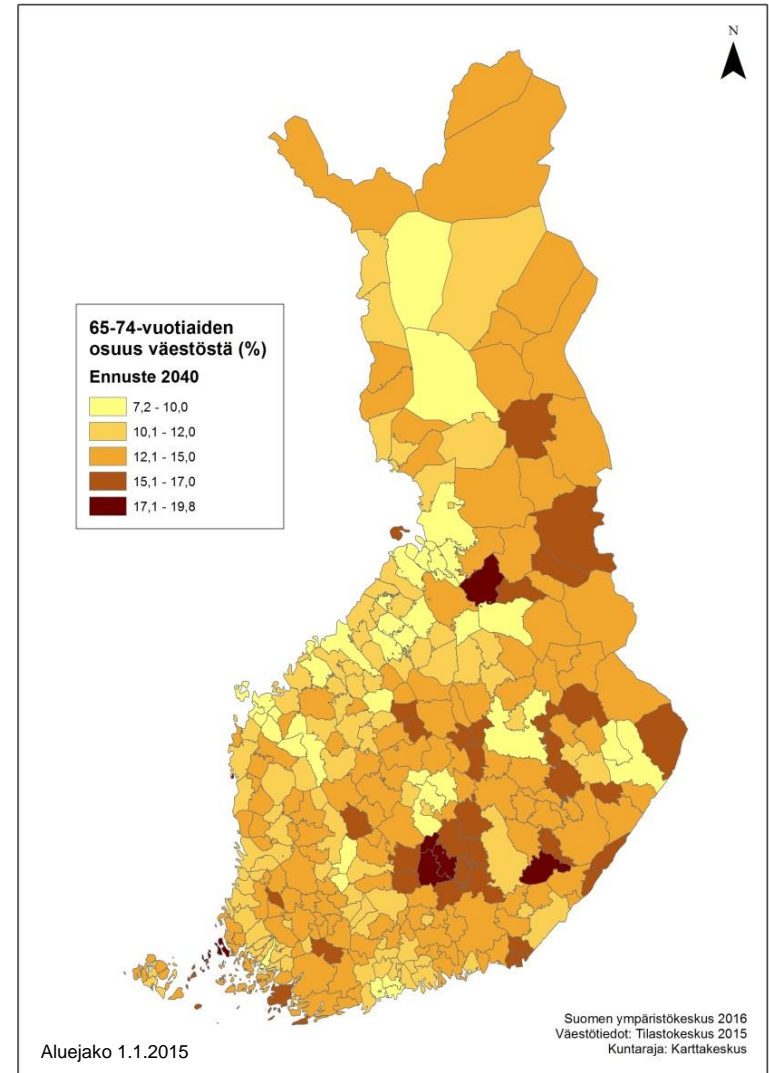 N
65-74-vuotiaiden
osuus väestöstä (%)
Ennuste 2040
7,2 - 10,0
10,1 - 12,0
12,1 - 15,0
15,1 - 17,0
17,1 - 19,8
Suomen ympäristökeskus 2016
Väestötiedot: Tilastokeskus 2015
Kuntaraja: Karttakeskus
Aluejako 1.1.2015